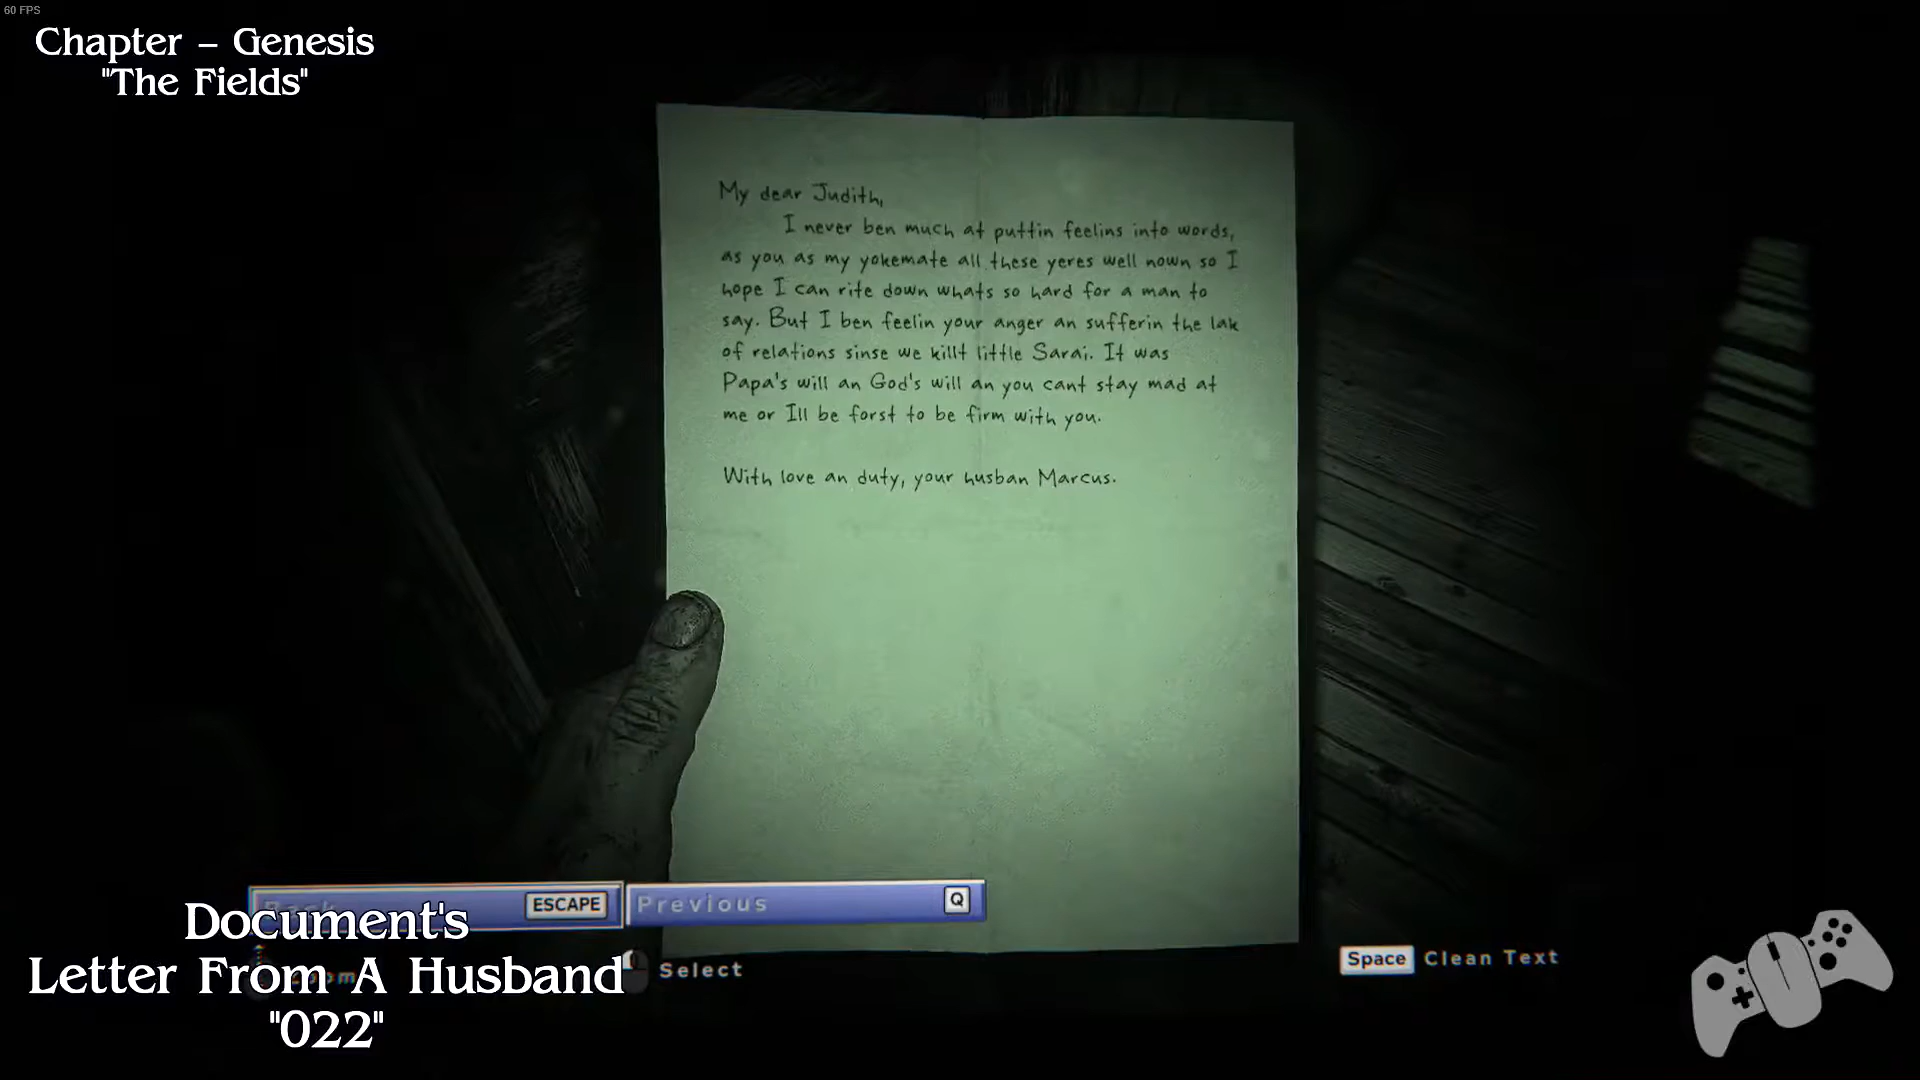 60 FPS
Chapter – Genesis
"The Fields"
My dear Judith,
I never ben much at puttin feelins into words,
as you as my yokemate all these yeres well nown so I
hope I can rite down whats so hard for a man to
say. But I ben feelin your anger an sufferin the lak
of relations sinse we killt little Sarai. It was
Papa's will an God's will an you cant stay mad at
me or Ill be forst to be firm with you.
With love an duty, your husban Marcus.
Back ESCAPE
Previous Q
Document's
Letter From A Husband
"022"
Zoom
Select
Space Clean Text